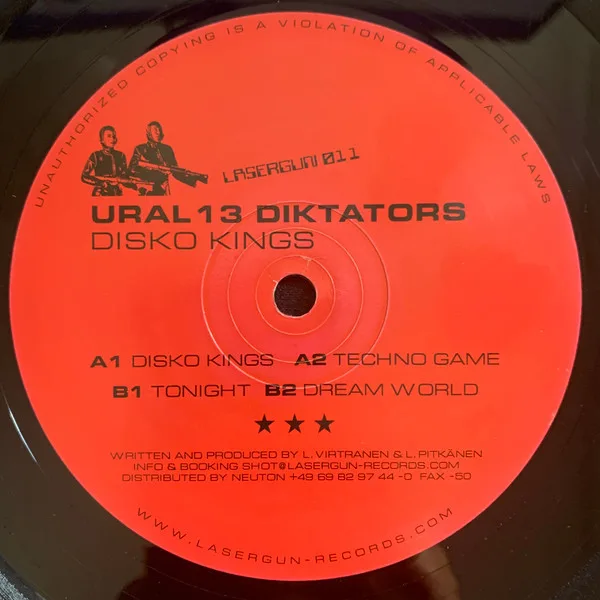 UNAUTHORIZED COPYING IS A VIOLATION OF APPLICABLE LAWS
LASERGUN 011
URAL 13 DIKTATORS
DISKO KINGS
A1 DISKO KINGS A2 TECHNO GAME
B1 TONIGHT B2 DREAM WORLD
WRITTEN AND PRODUCED BY L. VIRTRANEN & L. PITKÄNEN
INFO & BOOKING SHOT@LASERGUN-RECORDS.COM
DISTRIBUTED BY NEUTON +49 69 82 97 44 -0 FAX -50
WWW.LASERGUN-RECORDS.COM